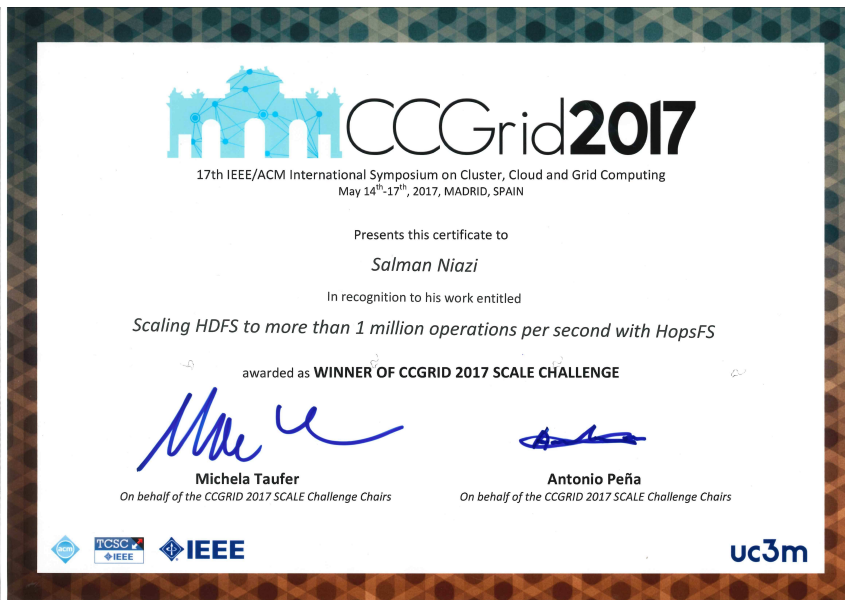 CCGrid2017
17th IEEE/ACM International Symposium on Cluster, Cloud and Grid Computing
May 14th-17th, 2017, MADRID, SPAIN
Presents this certificate to
Salman Niazi
In recognition to his work entitled
Scaling HDFS to more than 1 million operations per second with HopsFS
awarded as WINNER OF CCGRID 2017 SCALE CHALLENGE
Michela Taufer
Antonio Peña
On behalf of the CCGRID 2017 SCALE Challenge Chairs
On behalf of the CCGRID 2017 SCALE Challenge Chairs
acm
TCSC
IEEE
IEEE
uc3m